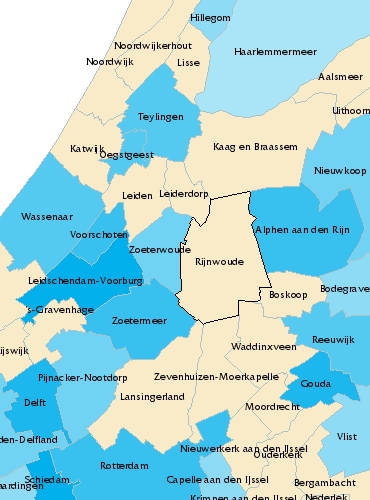 Hillegom
Noordwijkerhout
Haarlemmermeer
Noordwijk
Lisse
Aalsmeer
Uithoorn
Teylingen
Katwijk
Oegstgeest
Kaag en Braassem
Nieuwkoop
Leiden
Leiderdorp
Wassenaar
Voorschoten
Alphen aan den Rijn
Zoeterwoude
Rijnwoude
Leidschendam-Voorburg
Boskoop
Bodegrave
s-Gravenhage
Zoetermeer
Reeuwijk
Waddinxveen
ijswijk
Pijnacker-Nootdorp
Zevenhuizen-Moerkapelle
Gouda
Delft
Lansingerland
Moordrecht
den-Delfland
Vlist
Nieuwerkerk aan den IJssel
Ouderkerk
Rotterdam
Schiedam
Capelle aan den IJssel
Bergambacht
aardingen
Krimpen aan den IJssel
Nederlek